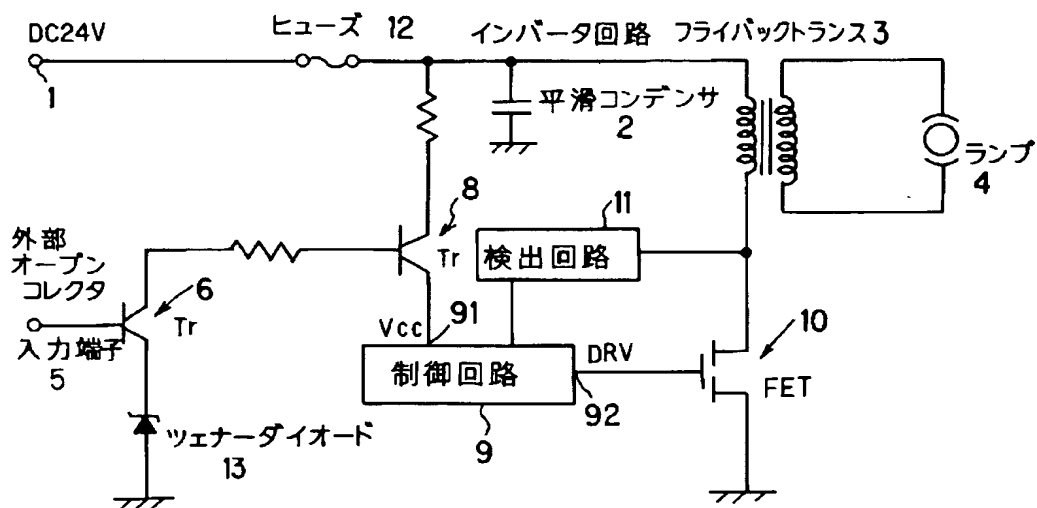 DC24V
ヒューズ 12
インバータ回路 フライバックトランス3
1
平滑コンデンサ
2
ランプ
4
8
11
外部
オープン
コレクタ
Tr
検出回路
6
Tr
Vcc 91
10
入力端子
5
制御回路
DRV
FET
92
ツェナーダイオード
13
9